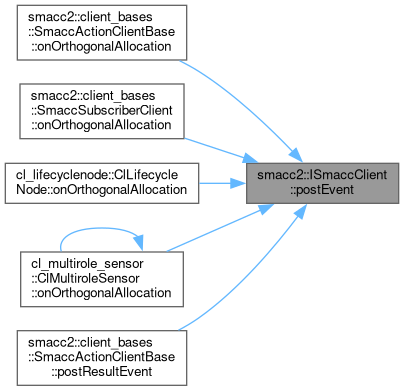 smacc2::client_bases
::SmaccActionClientBase
::onOrthogonalAllocation
smacc2::client_bases
::SmaccSubscriberClient
::onOrthogonalAllocation
cl_lifecyclenode::ClLifecycle
Node::onOrthogonalAllocation
cl_multirole_sensor
::ClMultiroleSensor
::onOrthogonalAllocation
smacc2::client_bases
::SmaccActionClientBase
::postResultEvent
smacc2::ISmaccClient
::postEvent